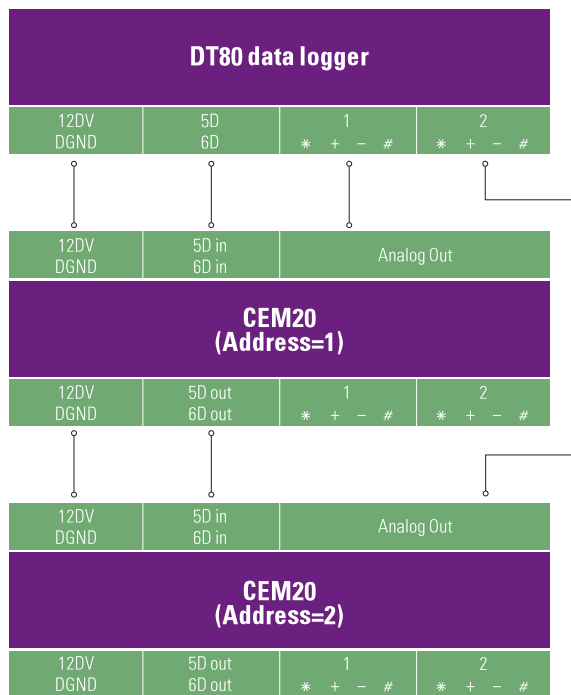 DT80 data logger
12DV 5D 1 2
DGND 6D * + – # * + – #
12DV 5D in Analog Out
DGND 6D in
CEM20
(Address=1)
12DV 5D out 1 2
DGND 6D out * + – # * + – #
12DV 5D in Analog Out
DGND 6D in
CEM20
(Address=2)
12DV 5D out 1 2
DGND 6D out * + – # * + – #